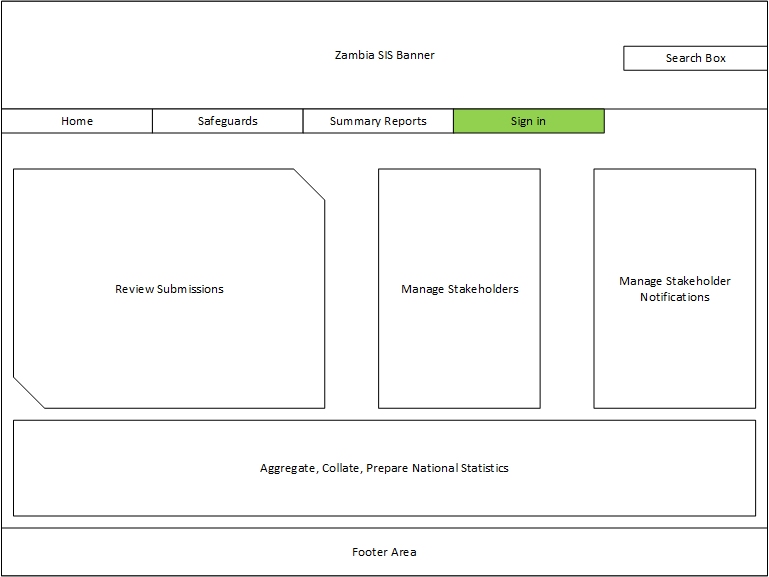 Zambia SIS Banner
Search Box
Home
Safeguards
Summary Reports
Sign in
Review Submissions
Manage Stakeholders
Manage Stakeholder
Notifications
Aggregate, Collate, Prepare National Statistics
Footer Area